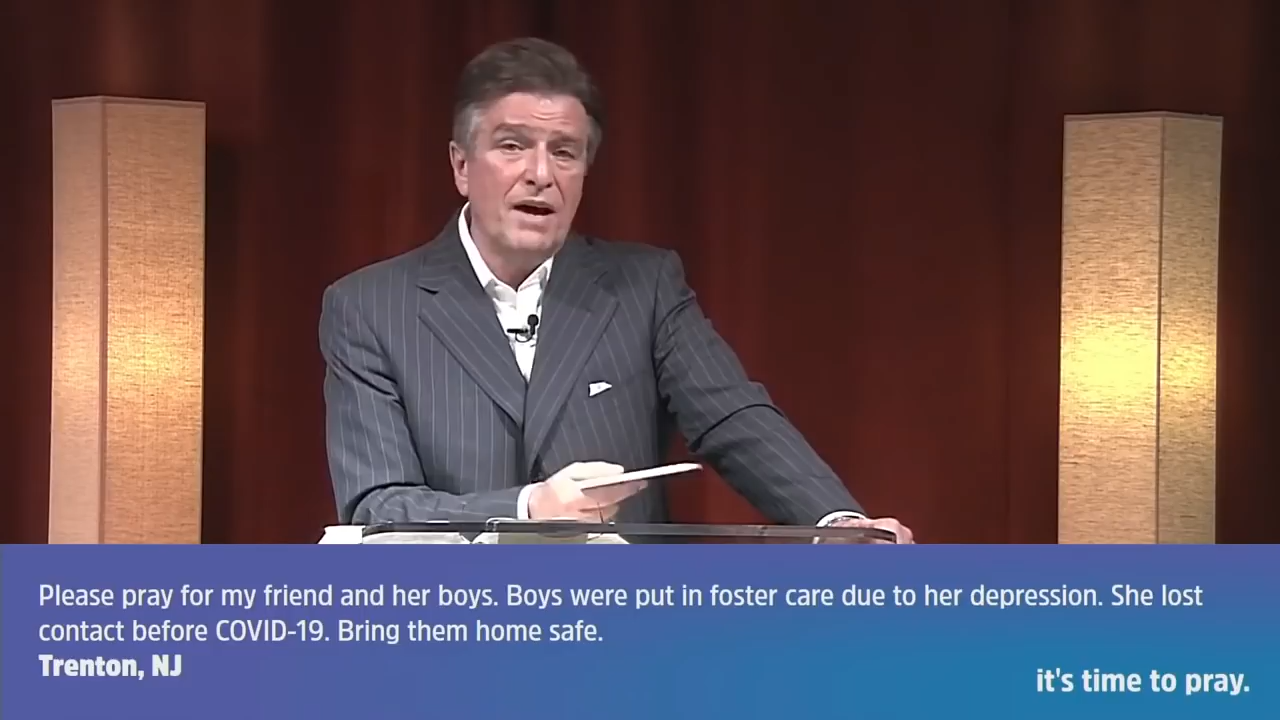 Please pray for my friend and her boys. Boys were put in foster care due to her depression. She lost
contact before COVID-19. Bring them home safe.
Trenton, NJ
it's time to pray.